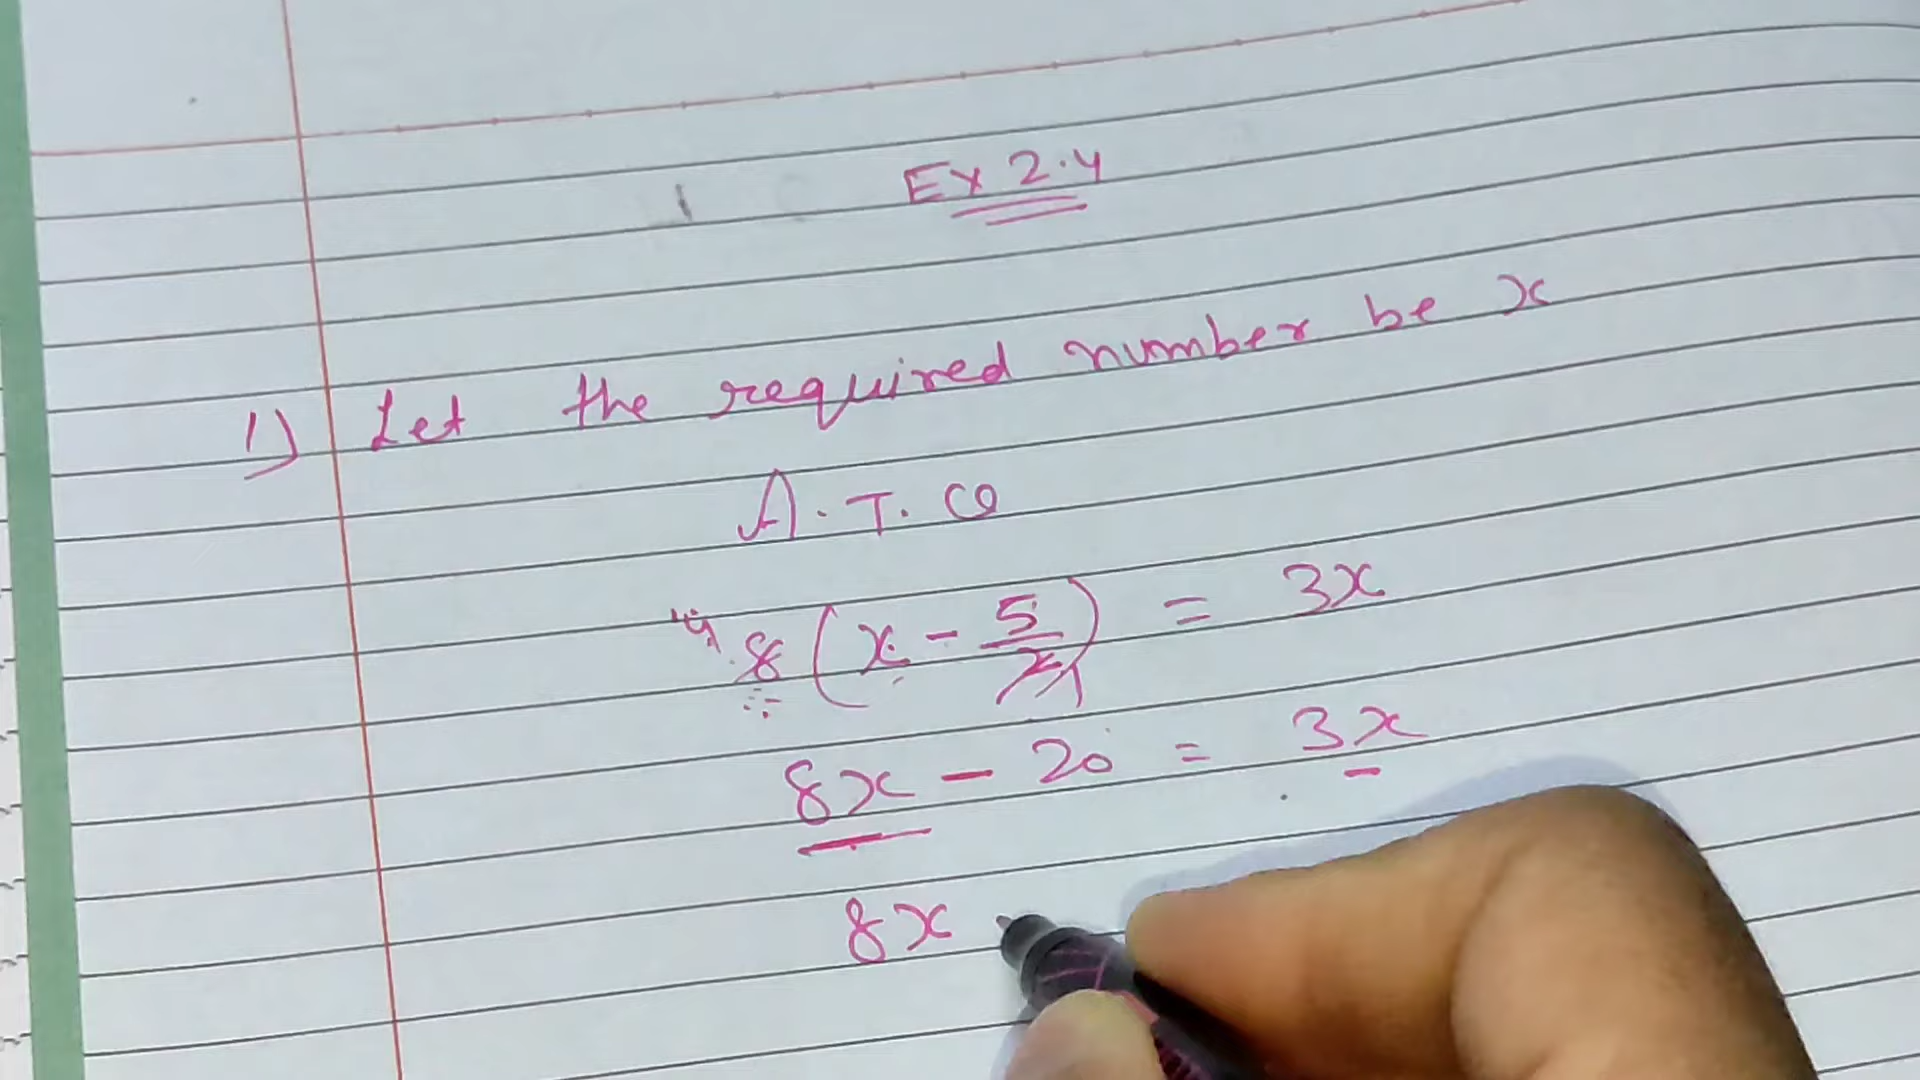 Ex 2.4
1) Let the required number be x
A.T.Q
4 8 (x - 5/2) = 3x
8x - 20 = 3x
8x